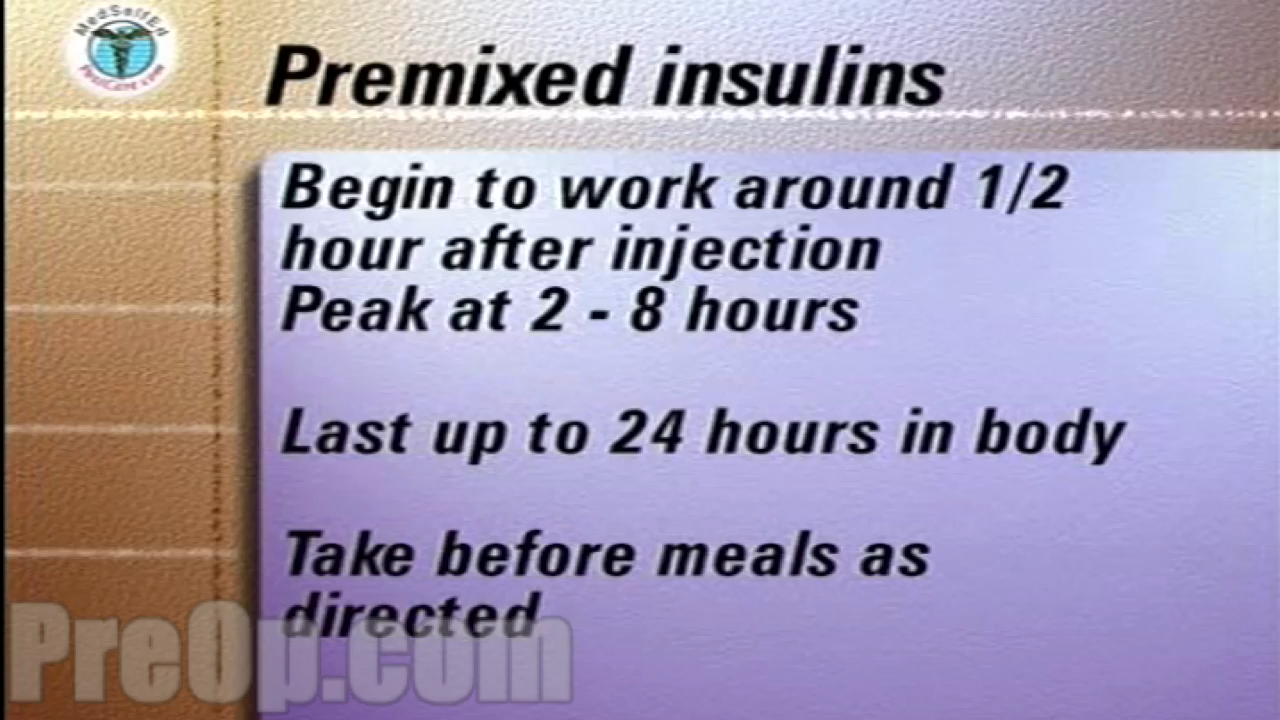 MedSelfEd
Premixed insulins
Begin to work around 1/2
hour after injection
Peak at 2 - 8 hours
Last up to 24 hours in body
Take before meals as
directed
PreOp.com